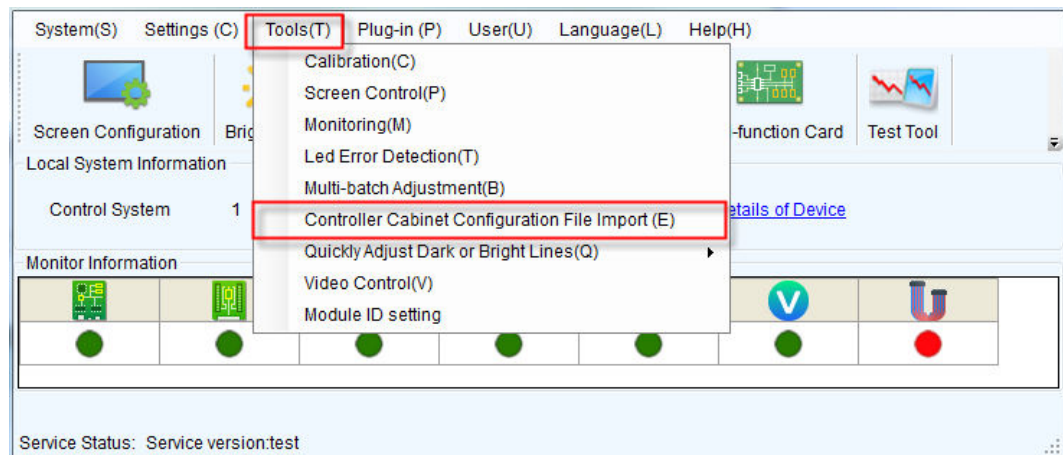 System(S) Settings (C) Tools(T) Plug-in (P) User(U) Language(L) Help(H)
Calibration(C)
Screen Control(P)
Monitoring(M)
Led Error Detection(T)
Multi-batch Adjustment(B)
Controller Cabinet Configuration File Import (E)
Quickly Adjust Dark or Bright Lines(Q)
Video Control(V)
Module ID setting
Screen Configuration Brig -function Card Test Tool
Local System Information
Control System 1 etails of Device
Monitor Information
V
Service Status: Service version:test